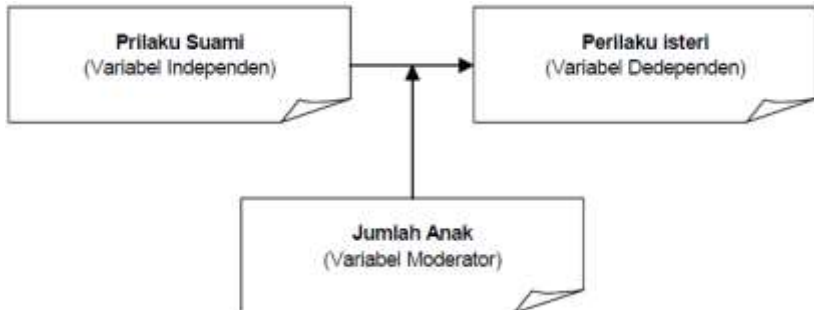 Prilaku Suami
(Variabel Independen)
Perilaku isteri
(Variabel Dedependen)
Jumlah Anak
(Variabel Moderator)